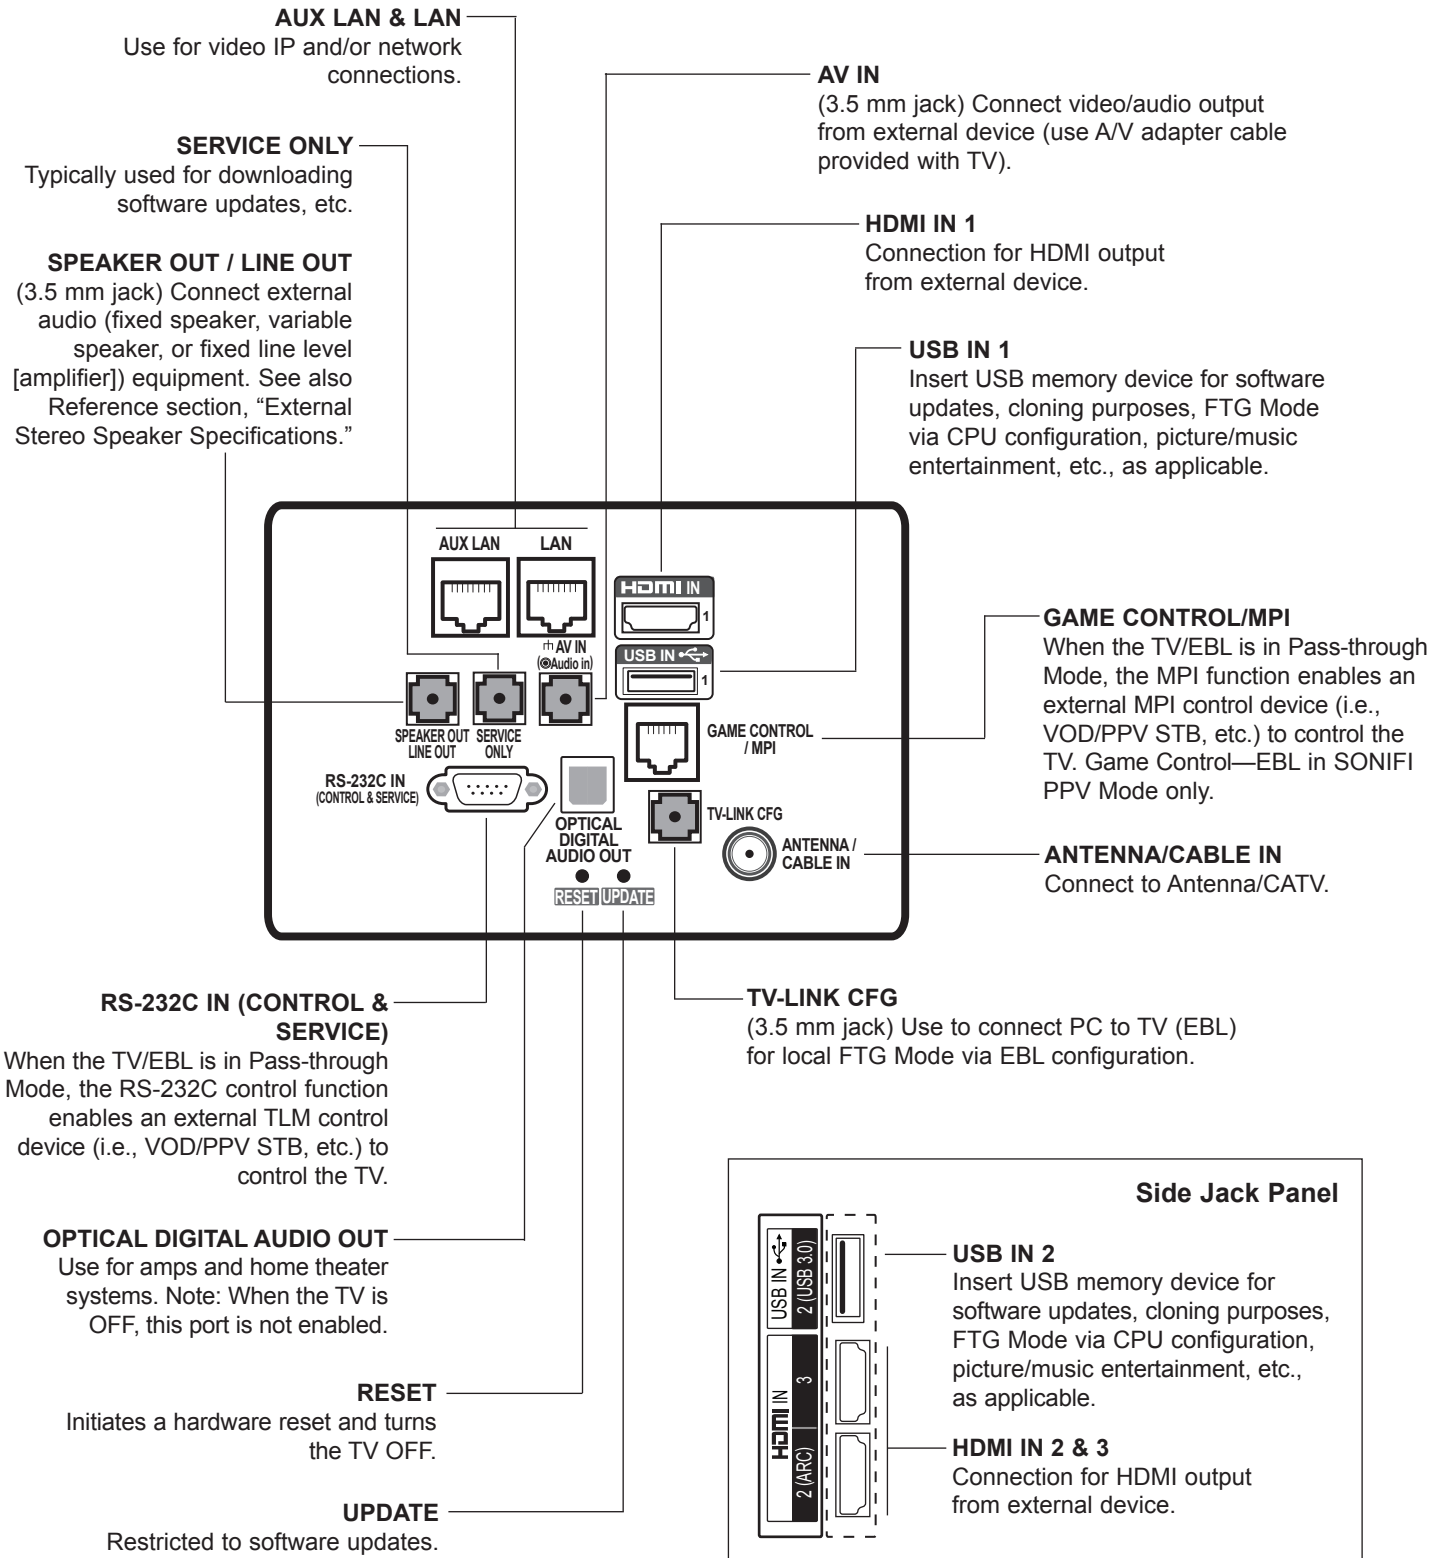 AUX LAN & LAN
Use for video IP and/or network
connections.
AV IN
(3.5 mm jack) Connect video/audio output
from external device (use A/V adapter cable
provided with TV).
SERVICE ONLY
Typically used for downloading
software updates, etc.
HDMI IN 1
Connection for HDMI output
from external device.
SPEAKER OUT / LINE OUT
(3.5 mm jack) Connect external
audio (fixed speaker, variable
speaker, or fixed line level
[amplifier]) equipment. See also
Reference section, “External
Stereo Speaker Specifications.”
USB IN 1
Insert USB memory device for software
updates, cloning purposes, FTG Mode
via CPU configuration, picture/music
entertainment, etc., as applicable.
AUX LAN
LAN
HDMI IN
1
AV IN
(Audio in)
USB IN
1
SPEAKER OUT
LINE OUT
SERVICE
ONLY
GAME CONTROL
/ MPI
RS-232C IN
(CONTROL & SERVICE)
OPTICAL
DIGITAL
AUDIO OUT
TV-LINK CFG
ANTENNA /
CABLE IN
RESET
UPDATE
GAME CONTROL/MPI
When the TV/EBL is in Pass-through
Mode, the MPI function enables an
external MPI control device (i.e.,
VOD/PPV STB, etc.) to control the
TV. Game Control—EBL in SONIFI
PPV Mode only.
ANTENNA/CABLE IN
Connect to Antenna/CATV.
RS-232C IN (CONTROL &
SERVICE)
When the TV/EBL is in Pass-through
Mode, the RS-232C control function
enables an external TLM control
device (i.e., VOD/PPV STB, etc.) to
control the TV.
TV-LINK CFG
(3.5 mm jack) Use to connect PC to TV (EBL)
for local FTG Mode via EBL configuration.
OPTICAL DIGITAL AUDIO OUT
Use for amps and home theater
systems. Note: When the TV is
OFF, this port is not enabled.
RESET
Initiates a hardware reset and turns
the TV OFF.
UPDATE
Restricted to software updates.
Side Jack Panel
USB IN
2 (USB 3.0)
HDMI IN
3
2 (ARC)
USB IN 2
Insert USB memory device for
software updates, cloning purposes,
FTG Mode via CPU configuration,
picture/music entertainment, etc.,
as applicable.
HDMI IN 2 & 3
Connection for HDMI output
from external device.